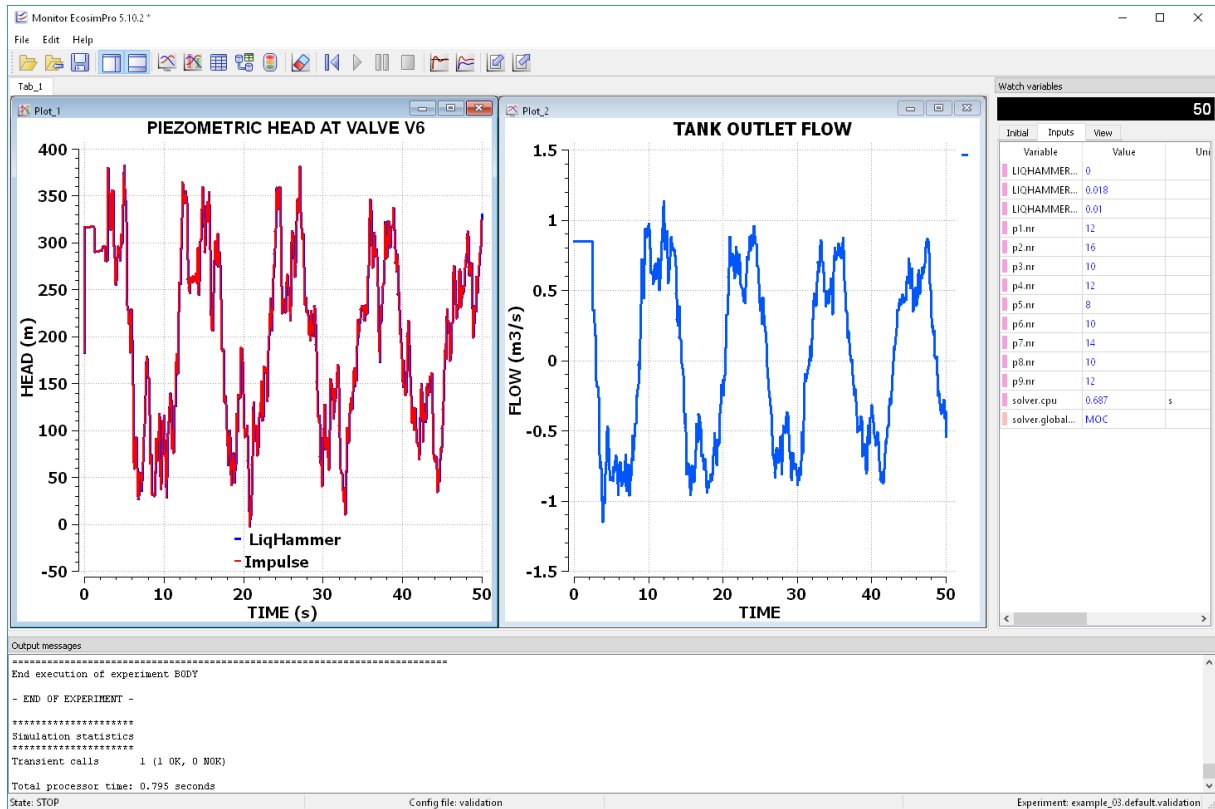 Monitor EcosimPro 5.10.2 *
File Edit Help
Tab_1
Plot_1
PIEZOMETRIC HEAD AT VALVE V6
400
350
300
250
200
150
100
50
0
-50
HEAD (m)
0 10 20 30 40 50
TIME (s)
LiqHammer
Impulse
Plot_2
TANK OUTLET FLOW
1.5
1
0.5
0
-0.5
-1
-1.5
FLOW (m3/s)
0 10 20 30 40 50
TIME
Watch variables
50
Initial Inputs View
Variable Value Uni
LIQHAMMER... 0
LIQHAMMER... 0.018
LIQHAMMER... 0.01
p1.nr 12
p2.nr 16
p3.nr 10
p4.nr 12
p5.nr 8
p6.nr 10
p7.nr 14
p8.nr 10
p9.nr 12
solver.cpu 0.687 s
solver.global... MOC
Output messages
===========================================================================
End execution of experiment BODY
- END OF EXPERIMENT -
*********************
Simulation statistics
*********************
Transient calls 1 (1 OK, 0 NOK)
Total processor time: 0.795 seconds
State: STOP Config file: validation Experiment: example_03.default.validation